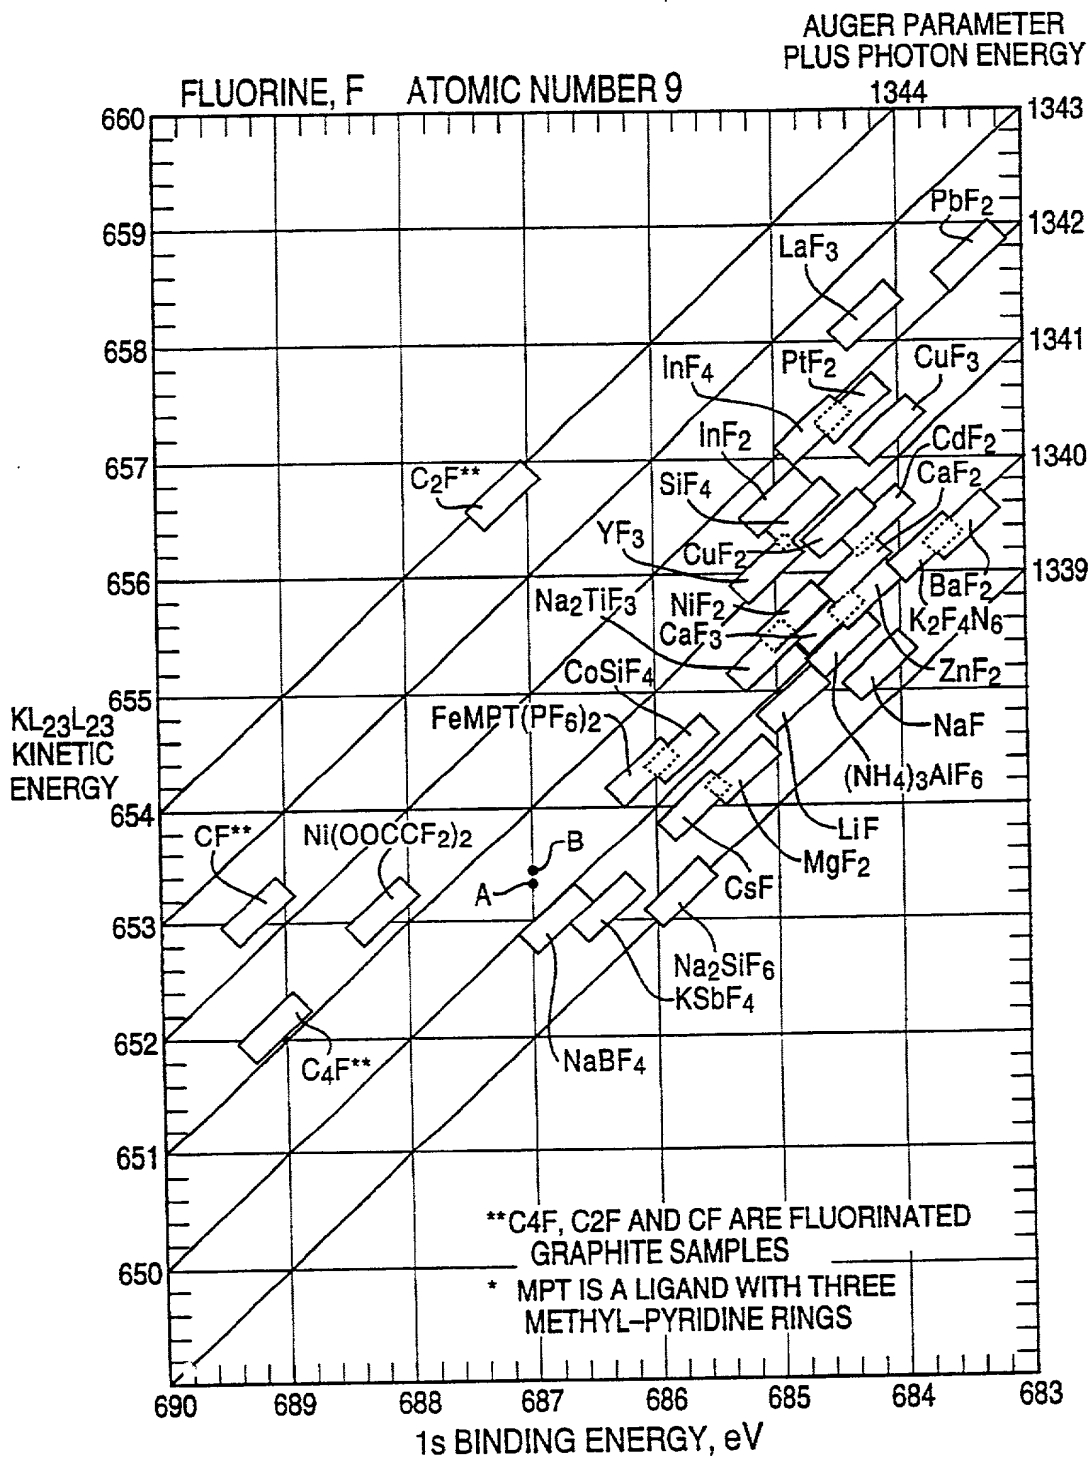 AUGER PARAMETER
PLUS PHOTON ENERGY
FLUORINE, F ATOMIC NUMBER 9
1344
660
1343
PbF2
659
1342
LaF3
658
1341
InF4
PtF2
CuF3
InF2
CdF2
657
1340
C2F**
SiF4
CaF2
YF3
CuF2
656
1339
BaF2
Na2TiF3
NiF2
K2F4N6
CaF3
CoSiF4
ZnF2
655
KL23L23
KINETIC
ENERGY
FeMPT(PF6)2
NaF
(NH4)3AlF6
654
LiF
CF**
Ni(OOCCF2)2
B
MgF2
A
CsF
653
Na2SiF6
KSbF4
652
C4F**
NaBF4
651
**C4F, C2F AND CF ARE FLUORINATED
GRAPHITE SAMPLES
650
* MPT IS A LIGAND WITH THREE
METHYL-PYRIDINE RINGS
690 689 688 687 686 685 684 683
1s BINDING ENERGY, eV